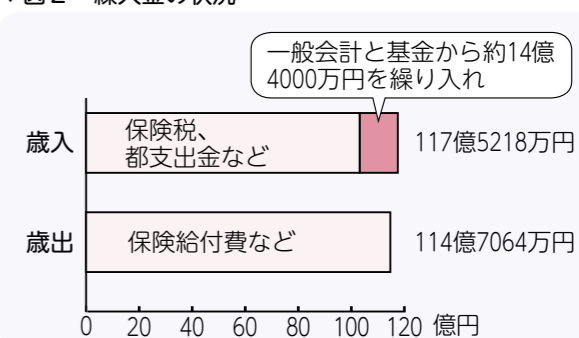 一般会計と基金から約14億
4000万円を繰り入れ
歳入
保険税、
都支出金など
117億5218万円
歳出
保険給付費など
114億7064万円
0 20 40 60 80 100 120 億円